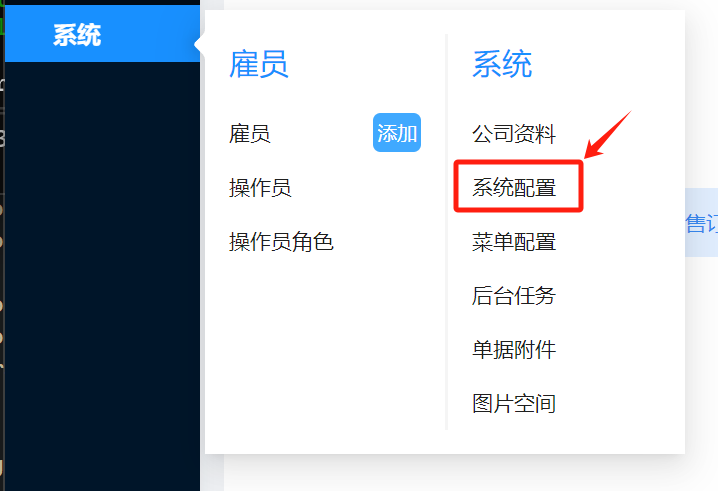 系统
雇员
雇员 添加
操作员
操作员角色
系统
公司资料
系统配置
菜单配置
后台任务
单据附件
图片空间